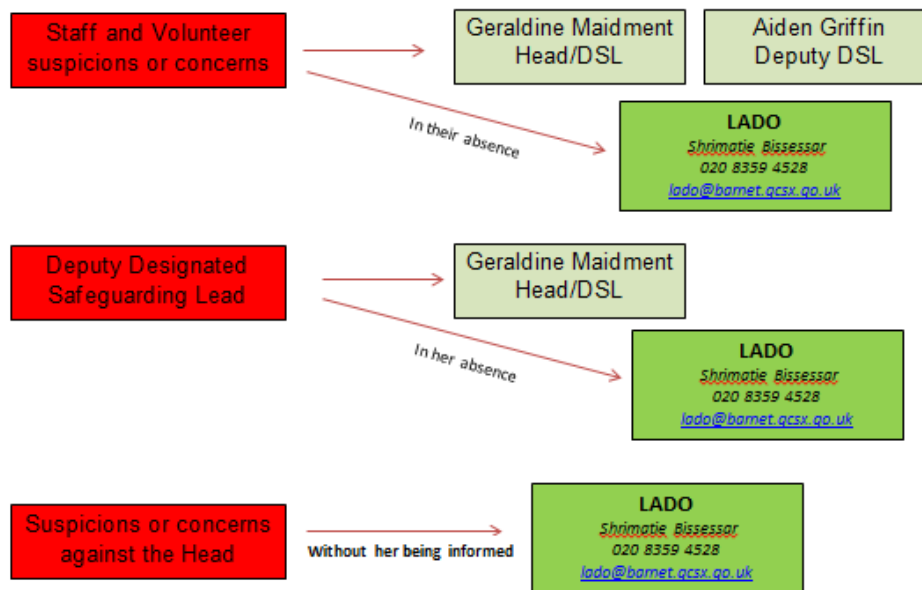 Staff and Volunteer
suspicions or concerns
Geraldine Maidment
Head/DSL
Aiden Griffin
Deputy DSL
In their absence
LADO
Shrimatie Bissessar
020 8359 4528
lado@barnet.gcsx.go.uk
Deputy Designated
Safeguarding Lead
Geraldine Maidment
Head/DSL
In her absence
LADO
Shrimatie Bissessar
020 8359 4528
lado@barnet.gcsx.go.uk
Suspicions or concerns
against the Head
Without her being informed
LADO
Shrimatie Bissessar
020 8359 4528
lado@barnet.gcsx.go.uk